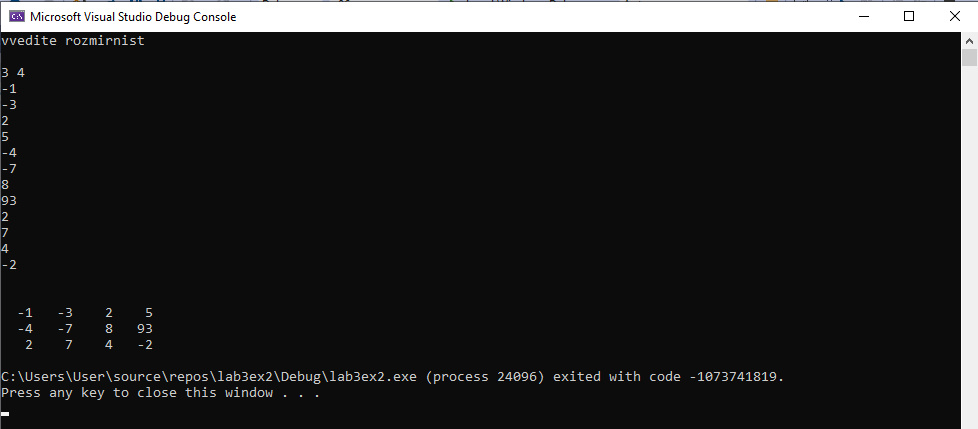 Microsoft Visual Studio Debug Console
vvedite rozmirnist
3 4
-1
-3
2
5
-4
-7
8
93
2
7
4
-2
-1 -3 2 5
-4 -7 8 93
2 7 4 -2
C:\Users\User\source\repos\lab3ex2\Debug\lab3ex2.exe (process 24096) exited with code -1073741819.
Press any key to close this window . . .